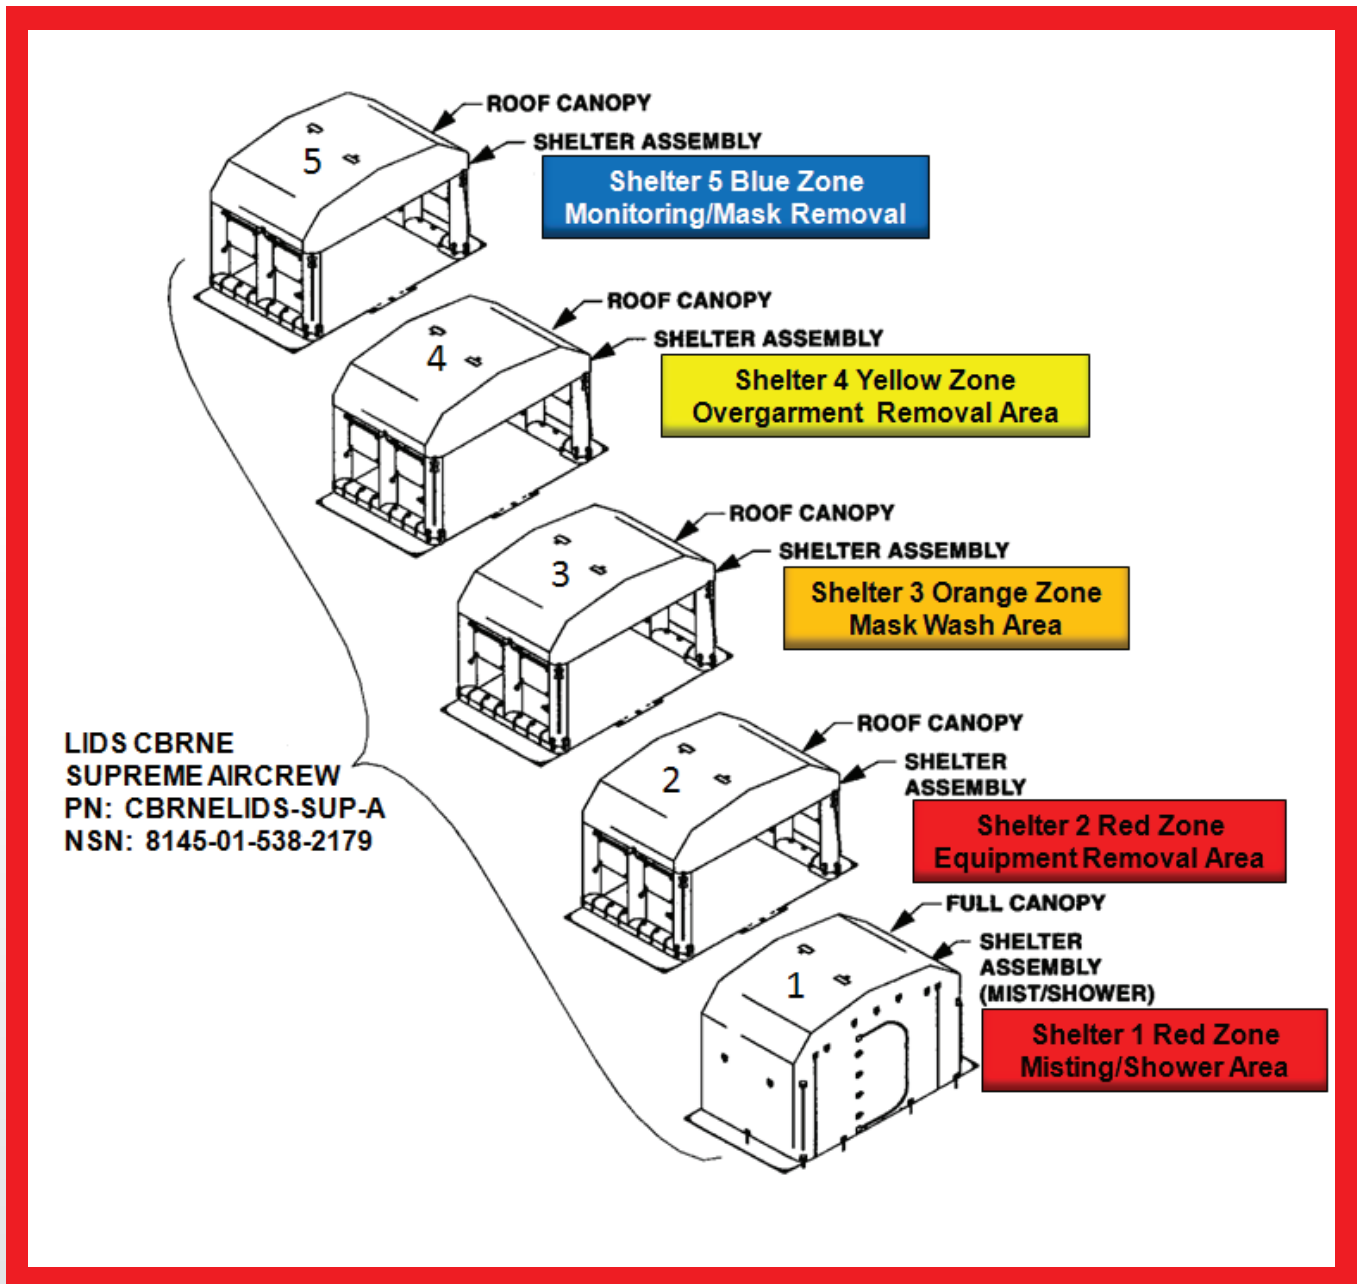 ROOF CANOPY
SHELTER ASSEMBLY
5
Shelter 5 Blue Zone
Monitoring/Mask Removal
ROOF CANOPY
SHELTER ASSEMBLY
4
Shelter 4 Yellow Zone
Overgarment Removal Area
ROOF CANOPY
SHELTER ASSEMBLY
3
Shelter 3 Orange Zone
Mask Wash Area
ROOF CANOPY
SHELTER
ASSEMBLY
2
Shelter 2 Red Zone
Equipment Removal Area
LIDS CBRNE
SUPREME AIRCREW
PN: CBRNELIDS-SUP-A
NSN: 8145-01-538-2179
FULL CANOPY
SHELTER
ASSEMBLY
(MIST/SHOWER)
1
Shelter 1 Red Zone
Misting/Shower Area